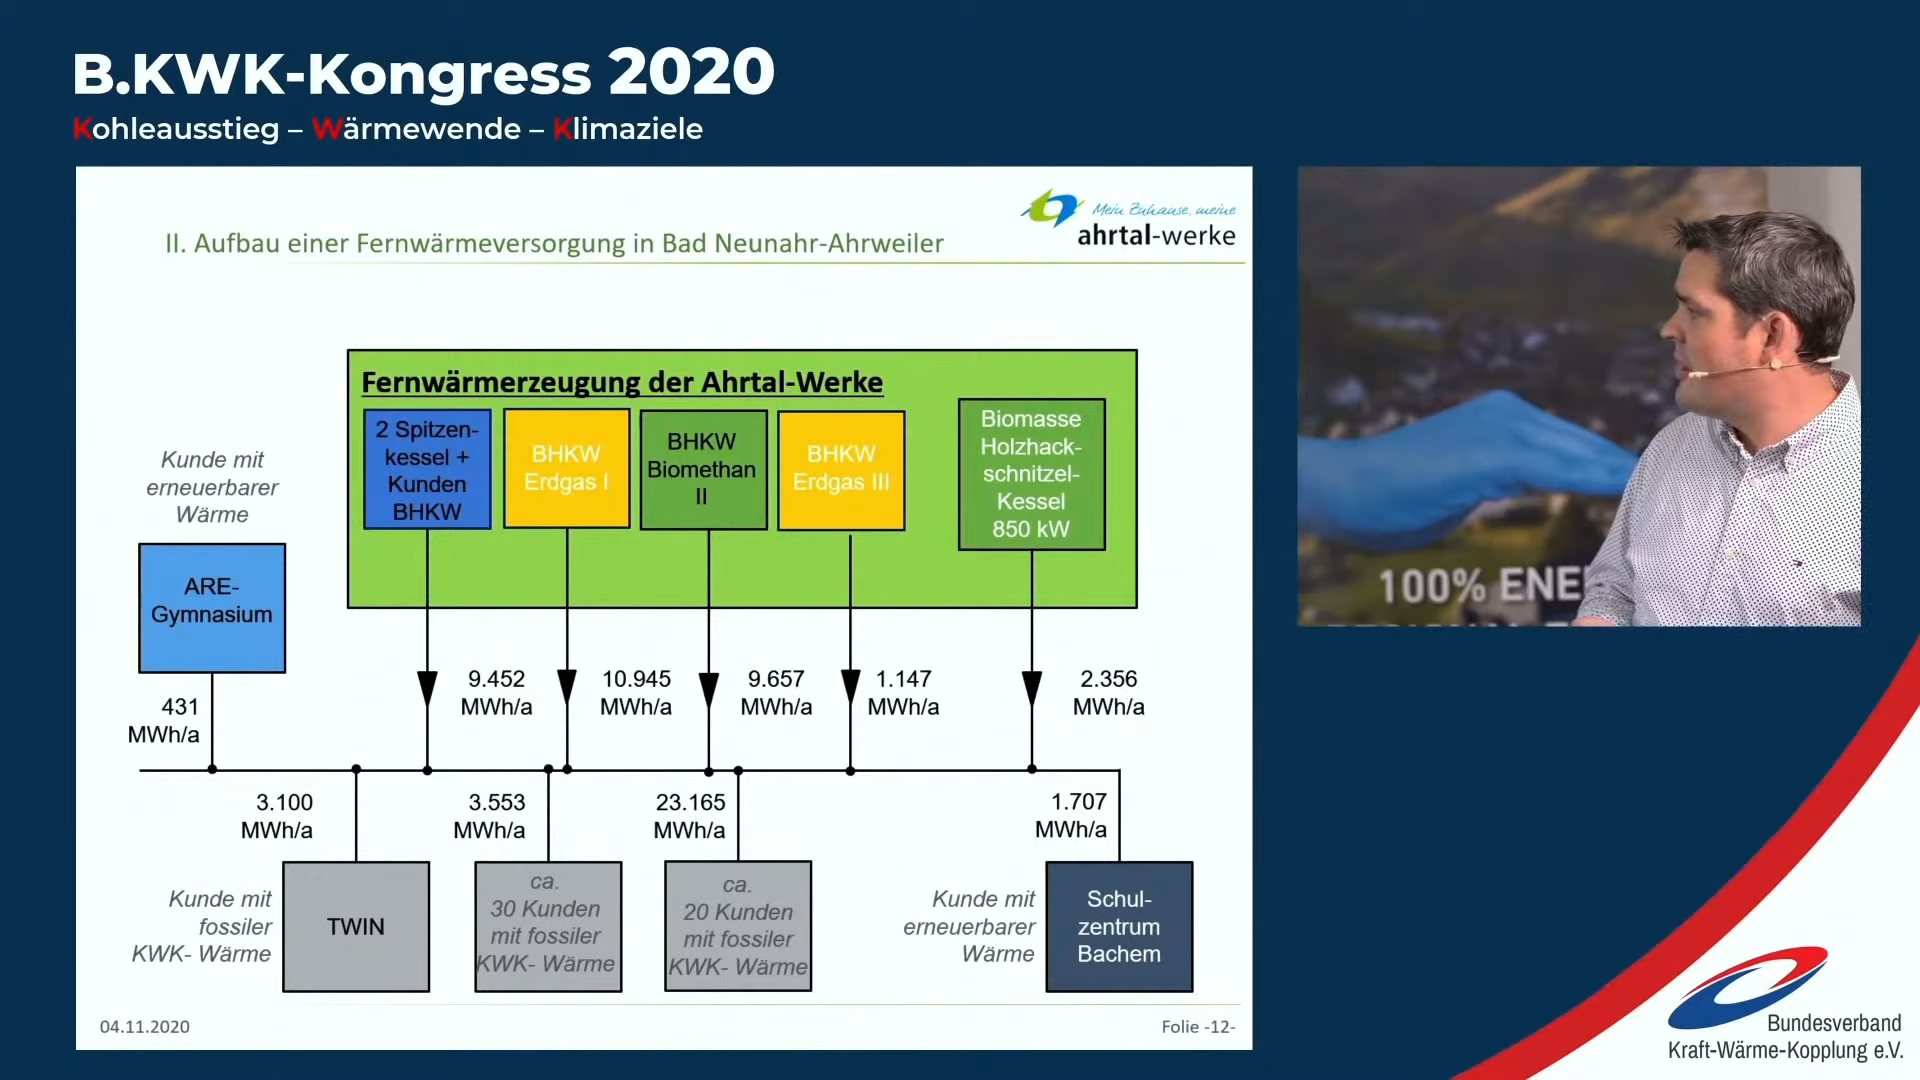 B.KWK-Kongress 2020
Kohleausstieg – Wärmewende – Klimaziele
Mein Zuhause, meine
ahrtal-werke
II. Aufbau einer Fernwärmeversorgung in Bad Neunahr-Ahrweiler
Fernwärmerzeugung der Ahrtal-Werke
2 Spitzen-
kessel +
Kunden
BHKW
BHKW
Erdgas I
BHKW
Biomethan
II
BHKW
Erdgas III
Biomasse
Holzhack-
schnitzel-
Kessel
850 kW
Kunde mit
erneuerbarer
Wärme
ARE-
Gymnasium
431
MWh/a
9.452
MWh/a
10.945
MWh/a
9.657
MWh/a
1.147
MWh/a
2.356
MWh/a
3.100
MWh/a
3.553
MWh/a
23.165
MWh/a
1.707
MWh/a
Kunde mit
fossiler
KWK- Wärme
TWIN
ca.
30 Kunden
mit fossiler
KWK- Wärme
ca.
20 Kunden
mit fossiler
KWK- Wärme
Kunde mit
erneuerbarer
Wärme
Schul-
zentrum
Bachem
04.11.2020
Folie -12-
100% ENE
Bundesverband
Kraft-Wärme-Kopplung e.V.